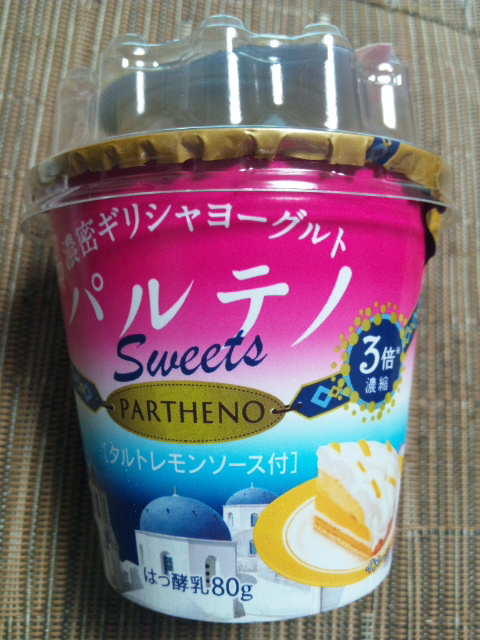 濃密ギリシャヨーグルト
パルテノ
Sweets
3倍*
濃縮
PARTHENO
[タルトレモンソース付]
はっ酵乳80g